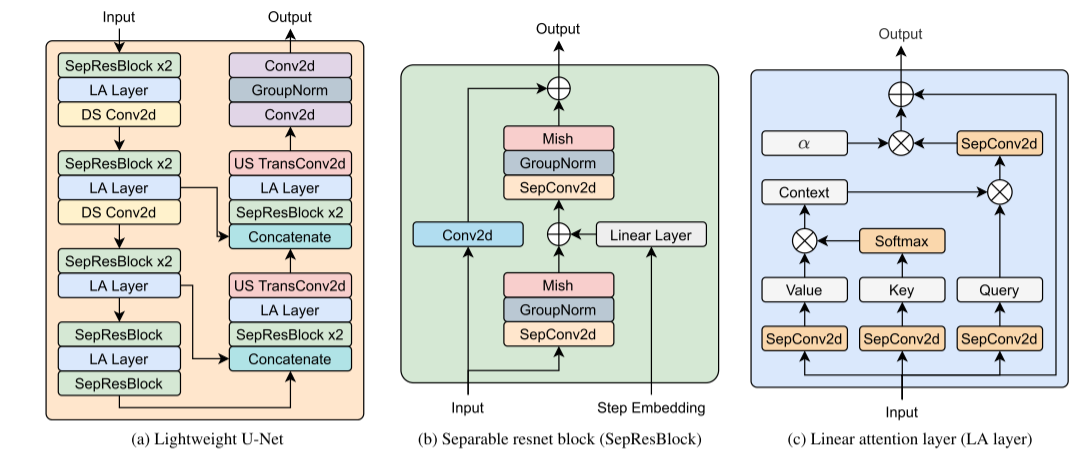 Input
SepResBlock x2
LA Layer
DS Conv2d
SepResBlock x2
LA Layer
DS Conv2d
SepResBlock x2
LA Layer
SepResBlock
LA Layer
SepResBlock
Output
Conv2d
GroupNorm
Conv2d
US TransConv2d
LA Layer
SepResBlock x2
Concatenate
US TransConv2d
LA Layer
SepResBlock x2
Concatenate
(a) Lightweight U-Net
Output
Mish
GroupNorm
SepConv2d
Conv2d
Linear Layer
Mish
GroupNorm
SepConv2d
Input
Step Embedding
(b) Separable resnet block (SepResBlock)
Output
α
SepConv2d
Context
Softmax
Value
Key
Query
SepConv2d
SepConv2d
SepConv2d
Input
(c) Linear attention layer (LA layer)